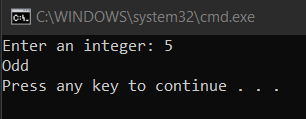 C:\WINDOWS\system32\cmd.exe
Enter an integer: 5
Odd
Press any key to continue . . .